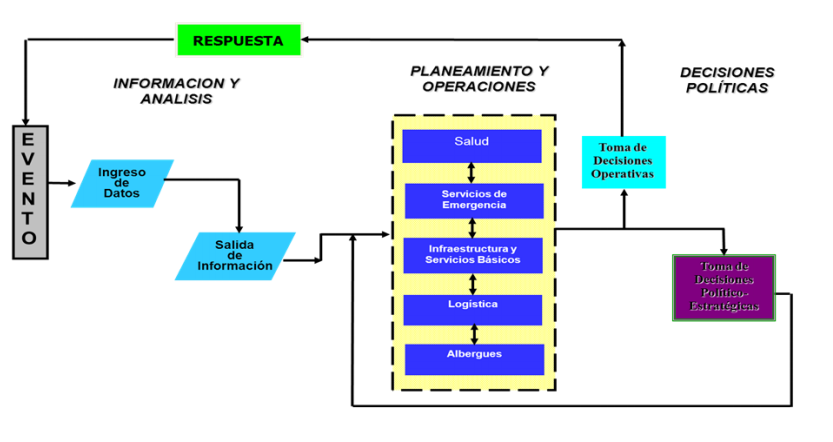 RESPUESTA
INFORMACION Y
ANALISIS
PLANEAMIENTO Y
OPERACIONES
DECISIONES
POLÍTICAS
EVENTO
Ingreso
de
Datos
Salida
de
Información
Salud
Servicios de
Emergencia
Infraestructura y
Servicios Básicos
Logística
Albergues
Toma de
Decisiones
Operativas
Toma de
Decisiones
Político-
Estratégicas